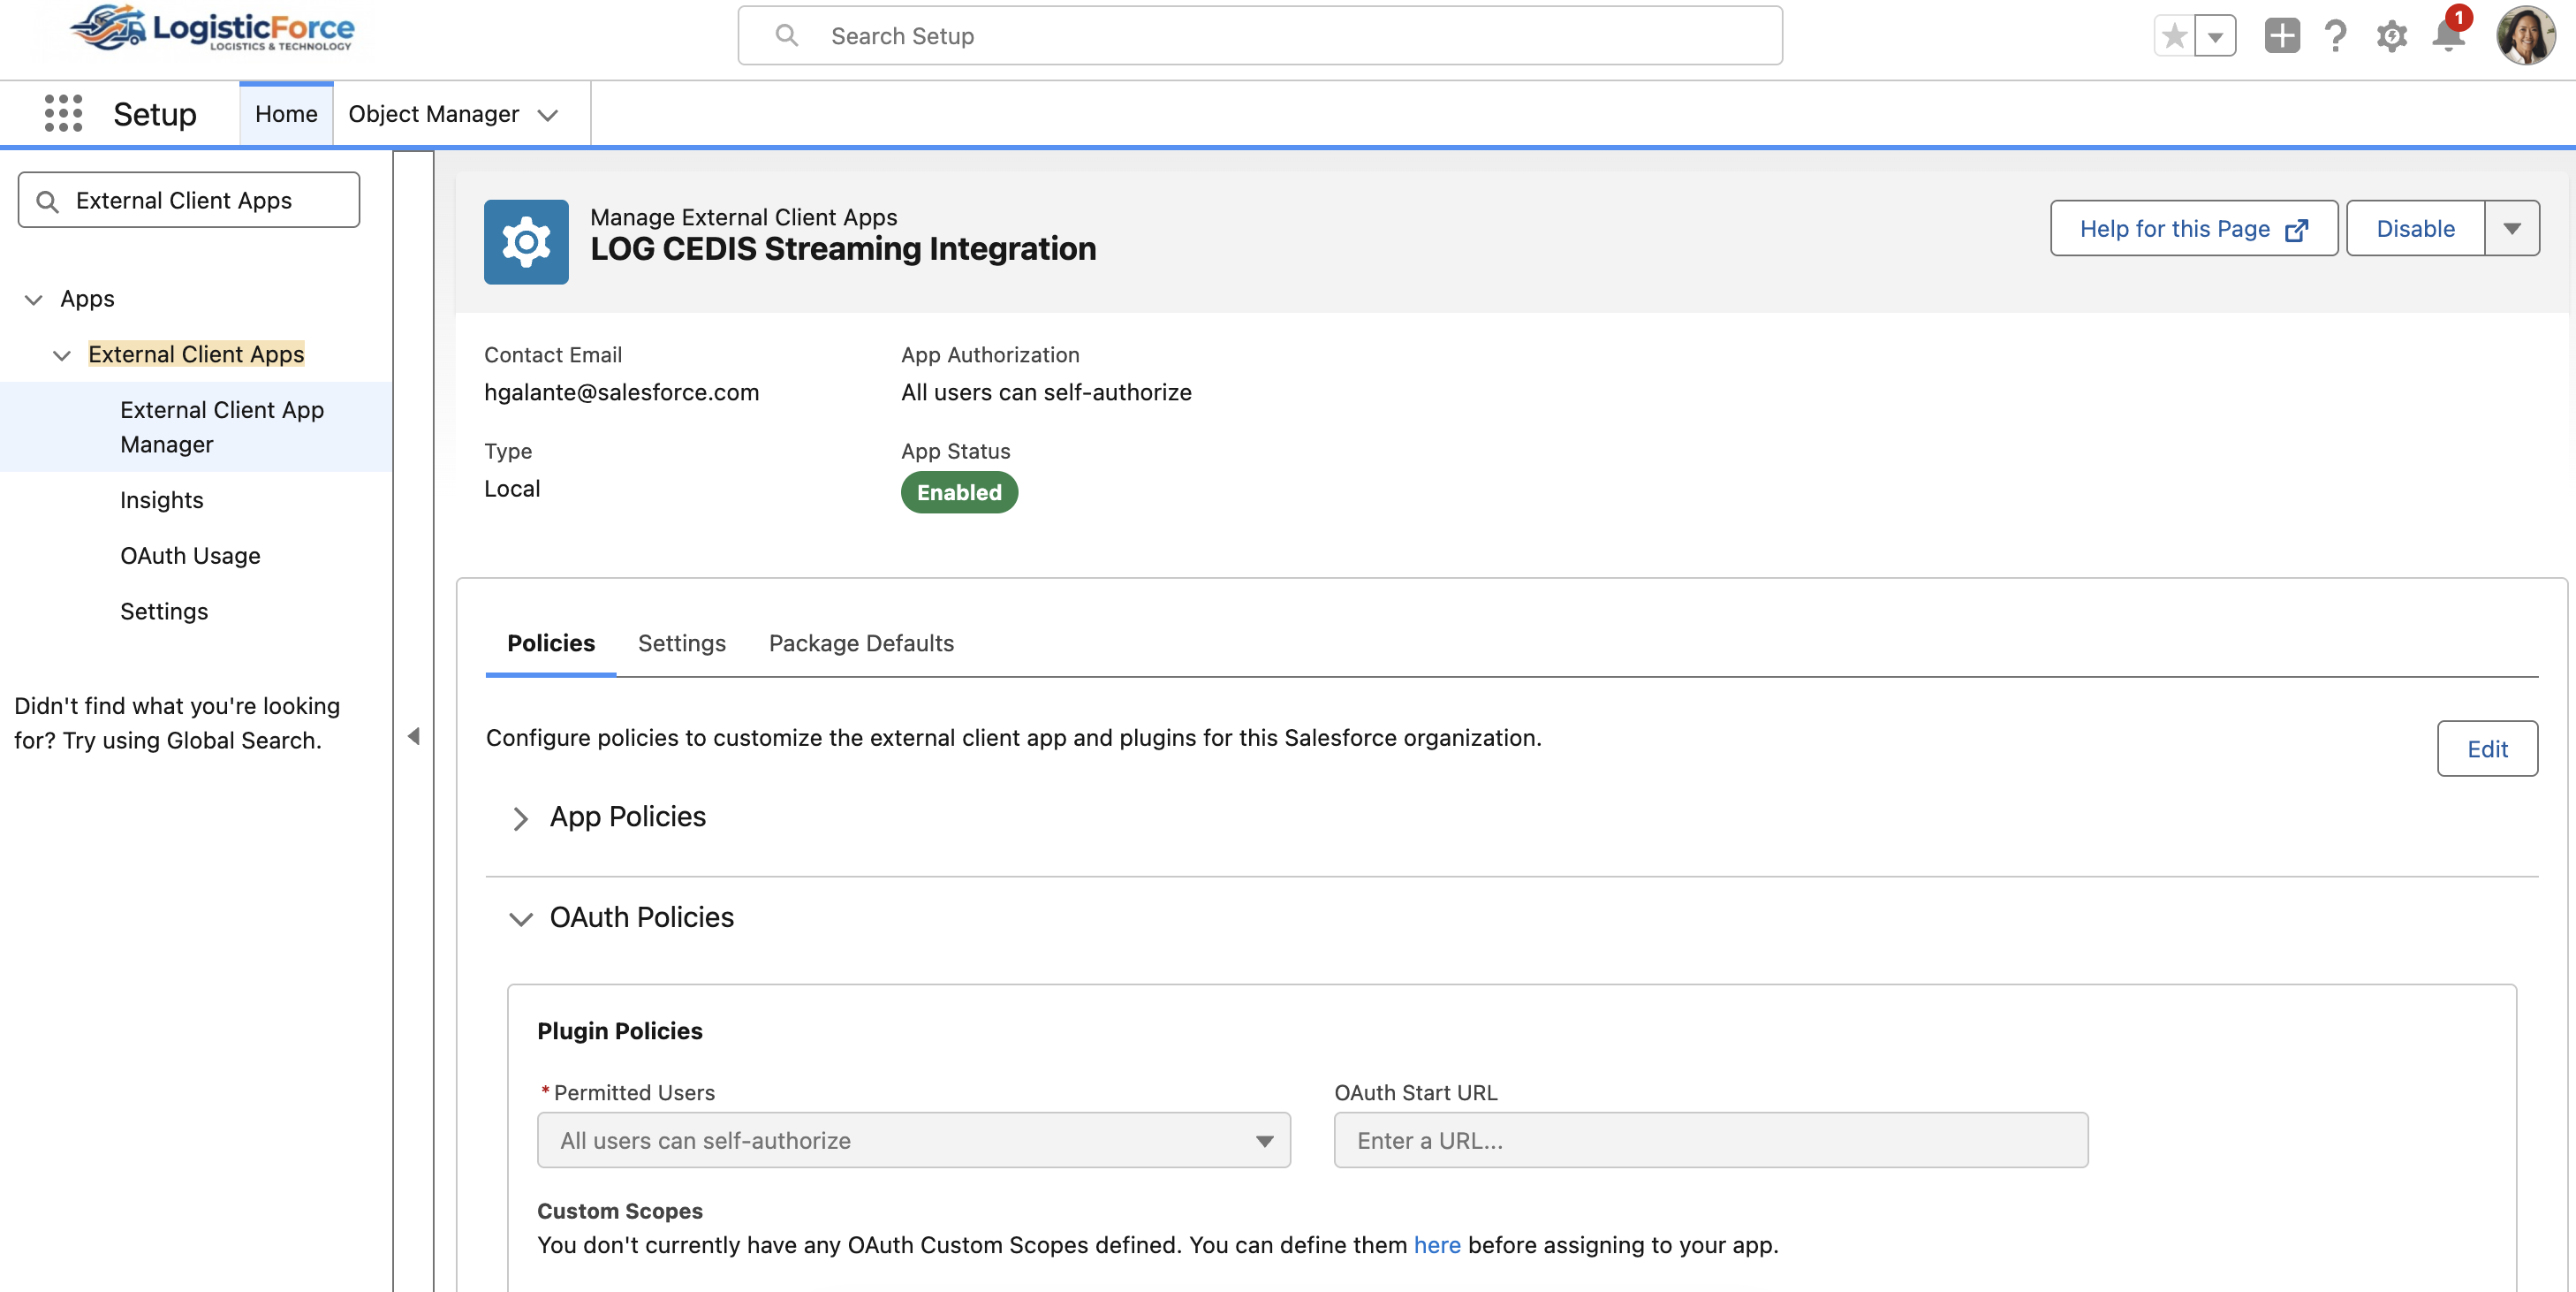 LogisticForce
LOGISTICS & TECHNOLOGY
Search Setup
1
Setup
Home
Object Manager
External Client Apps
Apps
External Client Apps
External Client App
Manager
Insights
OAuth Usage
Settings
Didn't find what you're looking
for? Try using Global Search.
Manage External Client Apps
LOG CEDIS Streaming Integration
Help for this Page
Disable
Contact Email
hgalante@salesforce.com
App Authorization
All users can self-authorize
Type
Local
App Status
Enabled
Policies
Settings
Package Defaults
Configure policies to customize the external client app and plugins for this Salesforce organization.
Edit
App Policies
OAuth Policies
Plugin Policies
* Permitted Users
All users can self-authorize
OAuth Start URL
Enter a URL...
Custom Scopes
You don't currently have any OAuth Custom Scopes defined. You can define them here before assigning to your app.